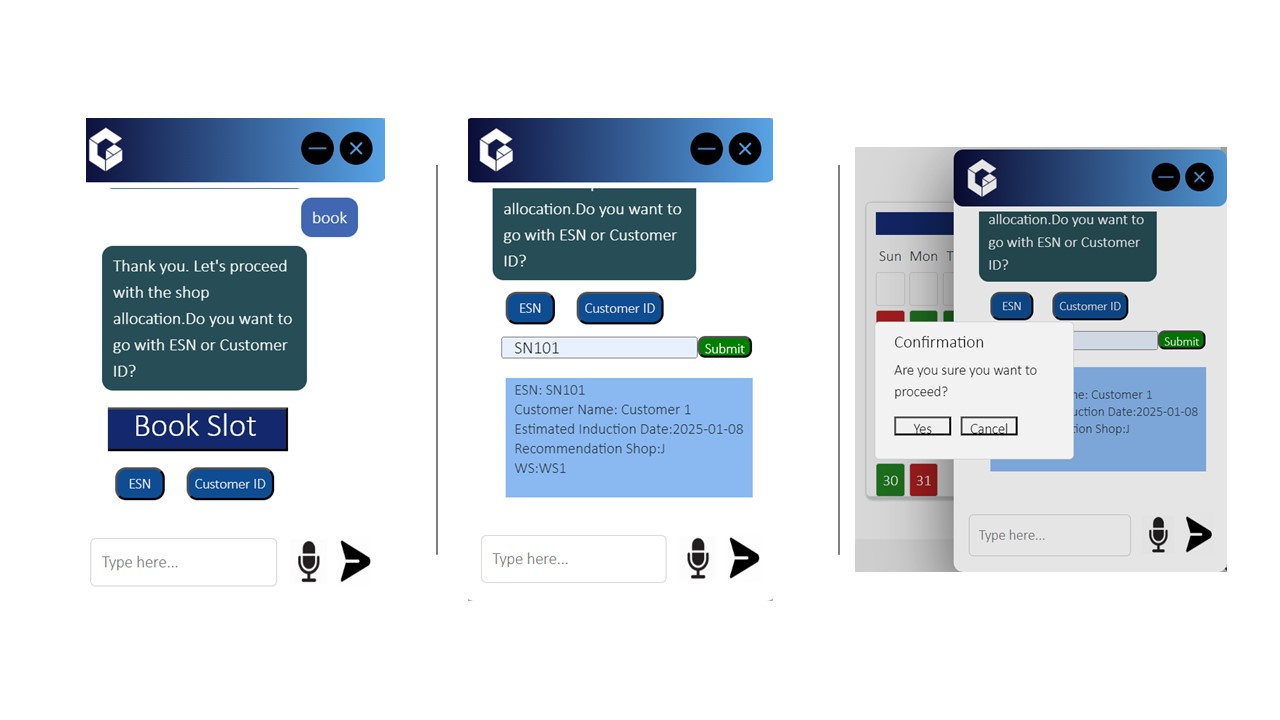 book
Thank you. Let's proceed
with the shop
allocation.Do you want to
go with ESN or Customer
ID?
Book Slot
ESN
Customer ID
Type here...
allocation.Do you want to
go with ESN or Customer
ID?
ESN
Customer ID
SN101
Submit
ESN: SN101
Customer Name: Customer 1
Estimated Induction Date:2025-01-08
Recommendation Shop:J
WS:WS1
Type here...
allocation.Do you want to
go with ESN or Customer
ID?
Sun Mon T
ESN
Customer ID
Submit
Confirmation
Are you sure you want to
proceed?
Yes
Cancel
me: Customer 1
uction Date:2025-01-08
tion Shop:J
30 31
Type here...